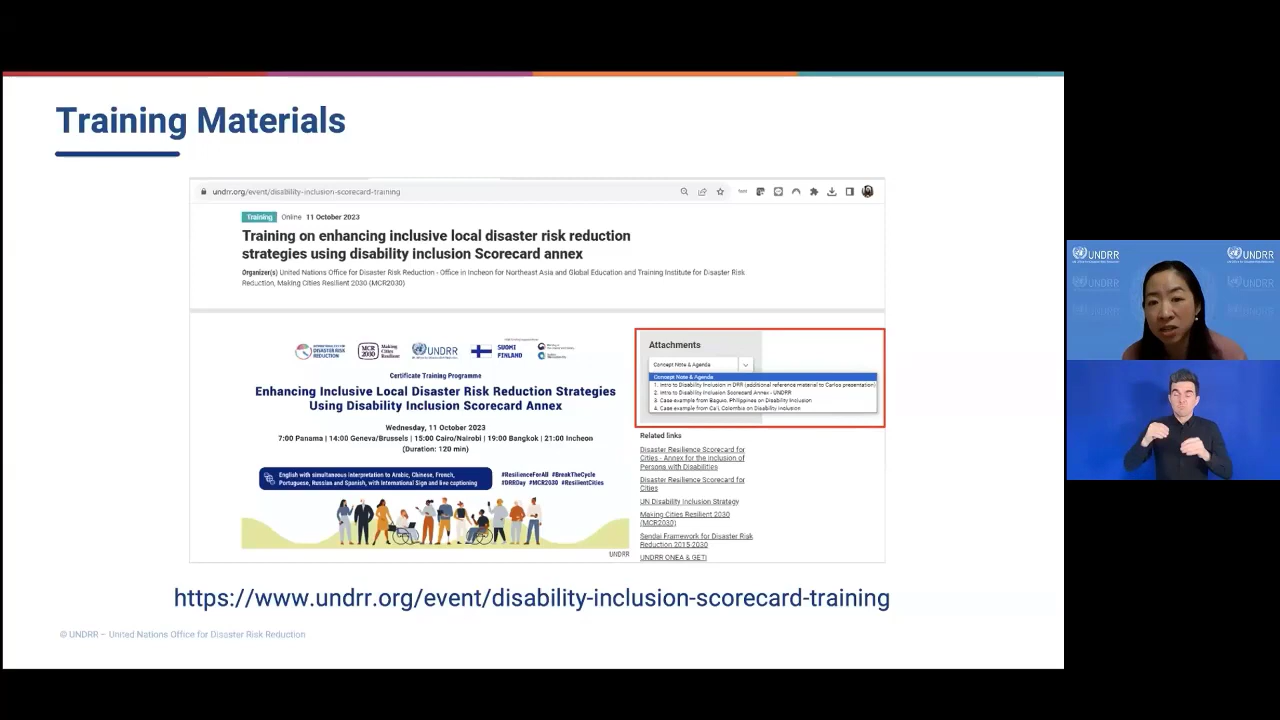 Training Materials
undrr.org/event/disability-inclusion-scorecard-training
Training Online 11 October 2023
Training on enhancing inclusive local disaster risk reduction
strategies using disability inclusion Scorecard annex
Organizer(s) United Nations Office for Disaster Risk Reduction - Office in Incheon for Northeast Asia and Global Education and Training Institute for Disaster Risk
Reduction, Making Cities Resilient 2030 (MCR2030)
DISASTER RISK
REDUCTION
MCR
2030
Making
Cities
Resilient
UNDRR
SUOMI
FINLAND
Certificate Training Programme
Enhancing Inclusive Local Disaster Risk Reduction Strategies
Using Disability Inclusion Scorecard Annex
Wednesday, 11 October 2023
7:00 Panama | 14:00 Geneva/Brussels | 15:00 Cairo/Nairobi | 19:00 Bangkok | 21:00 Incheon
(Duration: 120 min)
English with simultaneous interpretation to Arabic, Chinese, French,
Portuguese, Russian and Spanish, with International Sign and live captioning
#ResilienceForAll #BreakTheCycle
#DRRDay #MCR2030 #ResilientCities
UNDRR
Attachments
Concept Note & Agenda
Concept Note & Agenda
1. Intro to Disability Inclusion in DRR (additional reference material to Carlos presentation)
2. Intro to Disability Inclusion Scorecard Annex - UNDRR
3. Case example from Baguio, Philippines on Disability Inclusion
4. Case example from Cali, Colombia on Disability Inclusion
Related links
Disaster Resilience Scorecard for
Cities - Annex for the inclusion of
Persons with Disabilities
Disaster Resilience Scorecard for
Cities
UN Disability Inclusion Strategy
Making Cities Resilient 2030
(MCR2030)
Sendai Framework for Disaster Risk
Reduction 2015-2030
UNDRR ONEA & GETI
https://www.undrr.org/event/disability-inclusion-scorecard-training
© UNDRR – United Nations Office for Disaster Risk Reduction
UNDRR
UNDRR
UNDRR
UNDRR